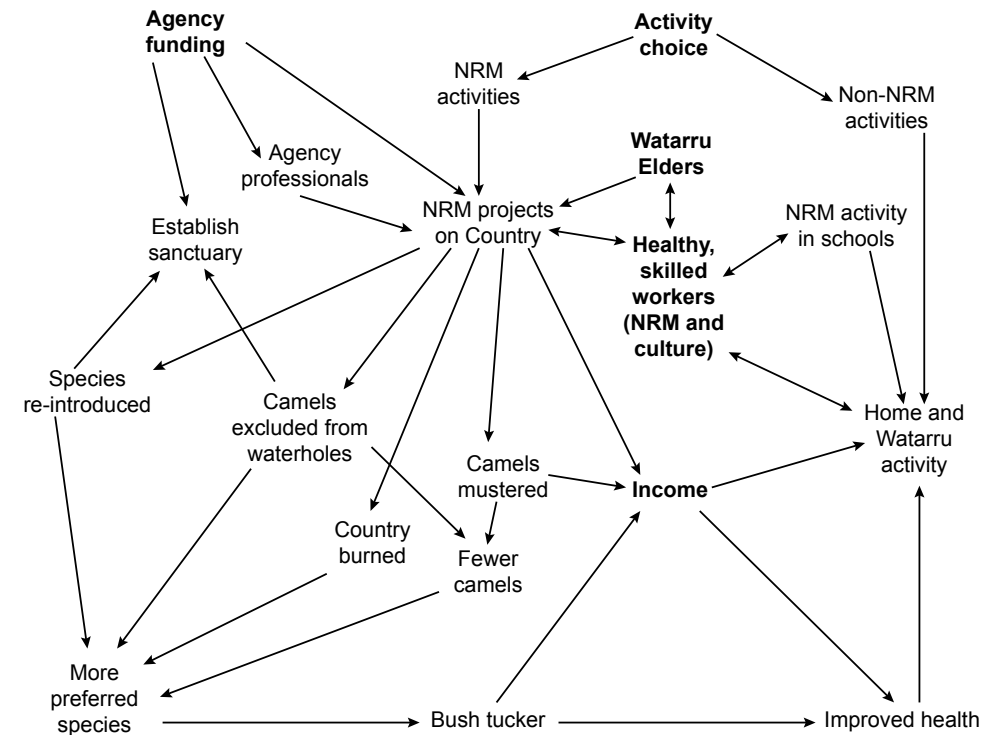 Agency
funding
Activity
choice
NRM
activities
Non-NRM
activities
Agency
professionals
Watarru
Elders
NRM projects
on Country
NRM activity
in schools
Establish
sanctuary
Healthy,
skilled
workers
(NRM and
culture)
Species
re-introduced
Camels
excluded from
waterholes
Home and
Watarru
activity
Camels
mustered
Income
Country
burned
Fewer
camels
More
preferred
species
Bush tucker
Improved health